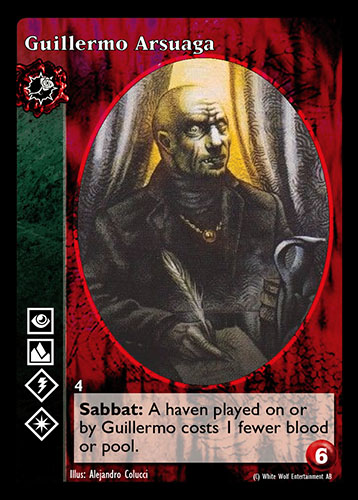 Guillermo Arsuaga
4
Sabbat: A haven played on or
by Guillermo costs 1 fewer blood
or pool.
6
Illus: Alejandro Colucci
(C) White Wolf Entertainment AB